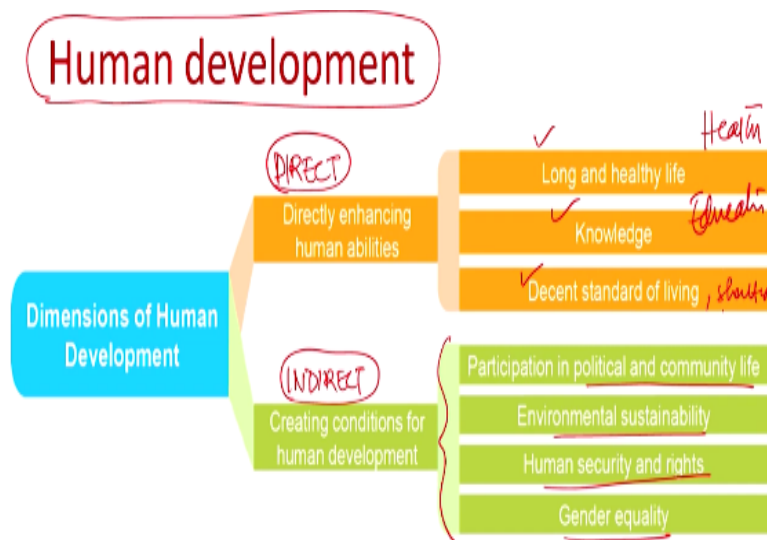 Human development
DIRECT
Directly enhancing
human abilities
Health
Long and healthy life
Knowledge
Decent standard of living
Dimensions of Human
Development
INDIRECT
Creating conditions for
human development
Participation in political and community life
Environmental sustainability
Human security and rights
Gender equality